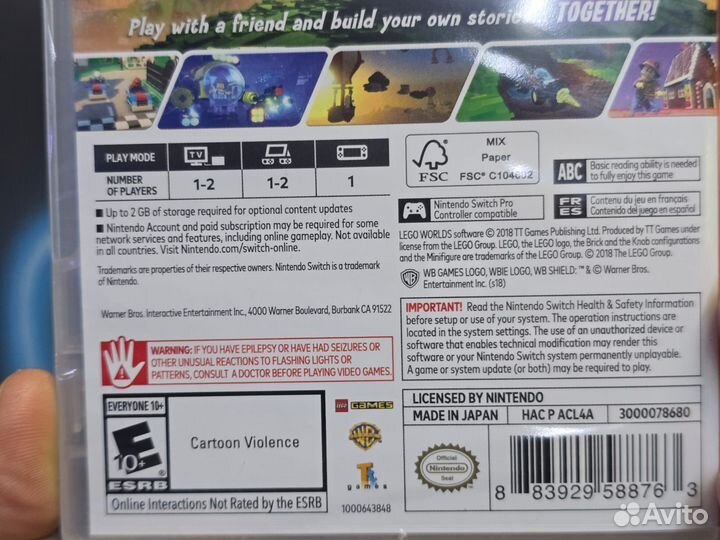 Play with a friend and build your own TOGETHER!
PLAY MODE TV
NUMBER OF PLAYERS 1-2 1-2 1
■ Up to 2 GB of storage required for optional content updates
■ Nintendo Account and paid subscription may be required for some
network services and features, including online gameplay. Not available
in all countries. Visit Nintendo.com/switch-online.
Trademarks are properties of their respective owners. Nintendo Switch is a trademark
of Nintendo.
Warner Bros. Interactive Entertainment Inc., 4000 Warner Boulevard, Burbank CA 91522
WARNING: IF YOU HAVE EPILEPSY OR HAVE HAD SEIZURES OR
OTHER UNUSUAL REACTIONS TO FLASHING LIGHTS OR
PATTERNS, CONSULT A DOCTOR BEFORE PLAYING VIDEO GAMES.
EVERYONE 10+
E
10+
ESRB
Cartoon Violence
Online Interactions Not Rated by the ESRB
LEGO GAMES
WB
TT
games
1000643848
FSC
MIX
Paper
FSC® C104602
ABC Basic reading ability is needed
to fully enjoy this game
Nintendo Switch Pro
Controller compatible
FR Contenu du jeu en français
ES Contenido del juego en español
LEGO WORLDS software © 2018 TT Games Publishing Ltd. Produced by TT Games under
license from the LEGO Group. LEGO, the LEGO logo, the Brick and the Knob configurations
and the Minifigure are trademarks of the LEGO Group. © 2018 The LEGO Group.
WB GAMES LOGO, WBIE LOGO, WB SHIELD: ™ & © Warner Bros.
Entertainment Inc. (s18)
IMPORTANT! Read the Nintendo Switch Health & Safety Information
before setup or use of your system. The operation instructions are
located in the system settings. The use of an unauthorized device or
software that enables technical modification may render this
or your Nintendo Switch system permanently unplayable.
A game or system update (or both) may be required to play.
LICENSED BY NINTENDO
MADE IN JAPAN HAC P ACL4A 3000078680
Official
Nintendo
Seal
8 83929 58876 3
Avito